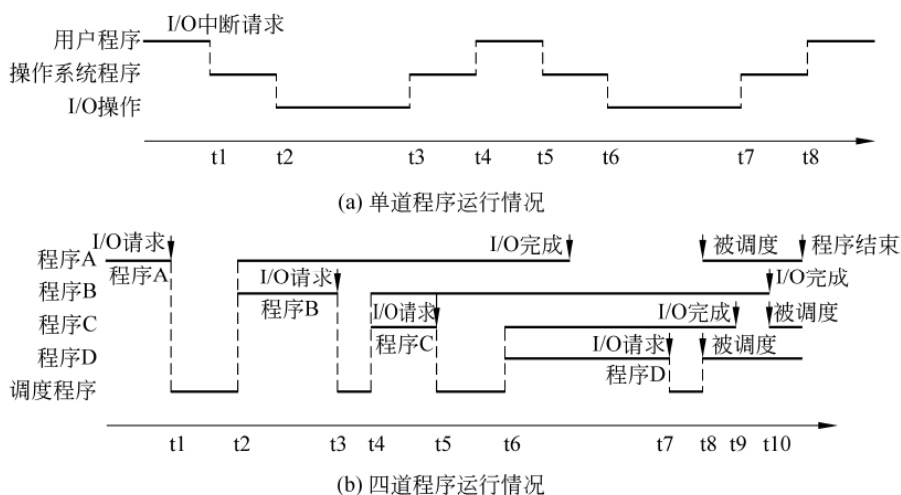 I/O中断请求
用户程序
操作系统程序
I/O操作
t1 t2 t3 t4 t5 t6 t7 t8
(a) 单道程序运行情况
I/O请求 I/O完成 被调度 程序结束
程序A
程序A I/O请求 I/O完成
程序B
程序B I/O请求 I/O完成 被调度
程序C
程序C I/O请求 被调度
程序D
程序D
调度程序
t1 t2 t3 t4 t5 t6 t7 t8 t9 t10
(b) 四道程序运行情况